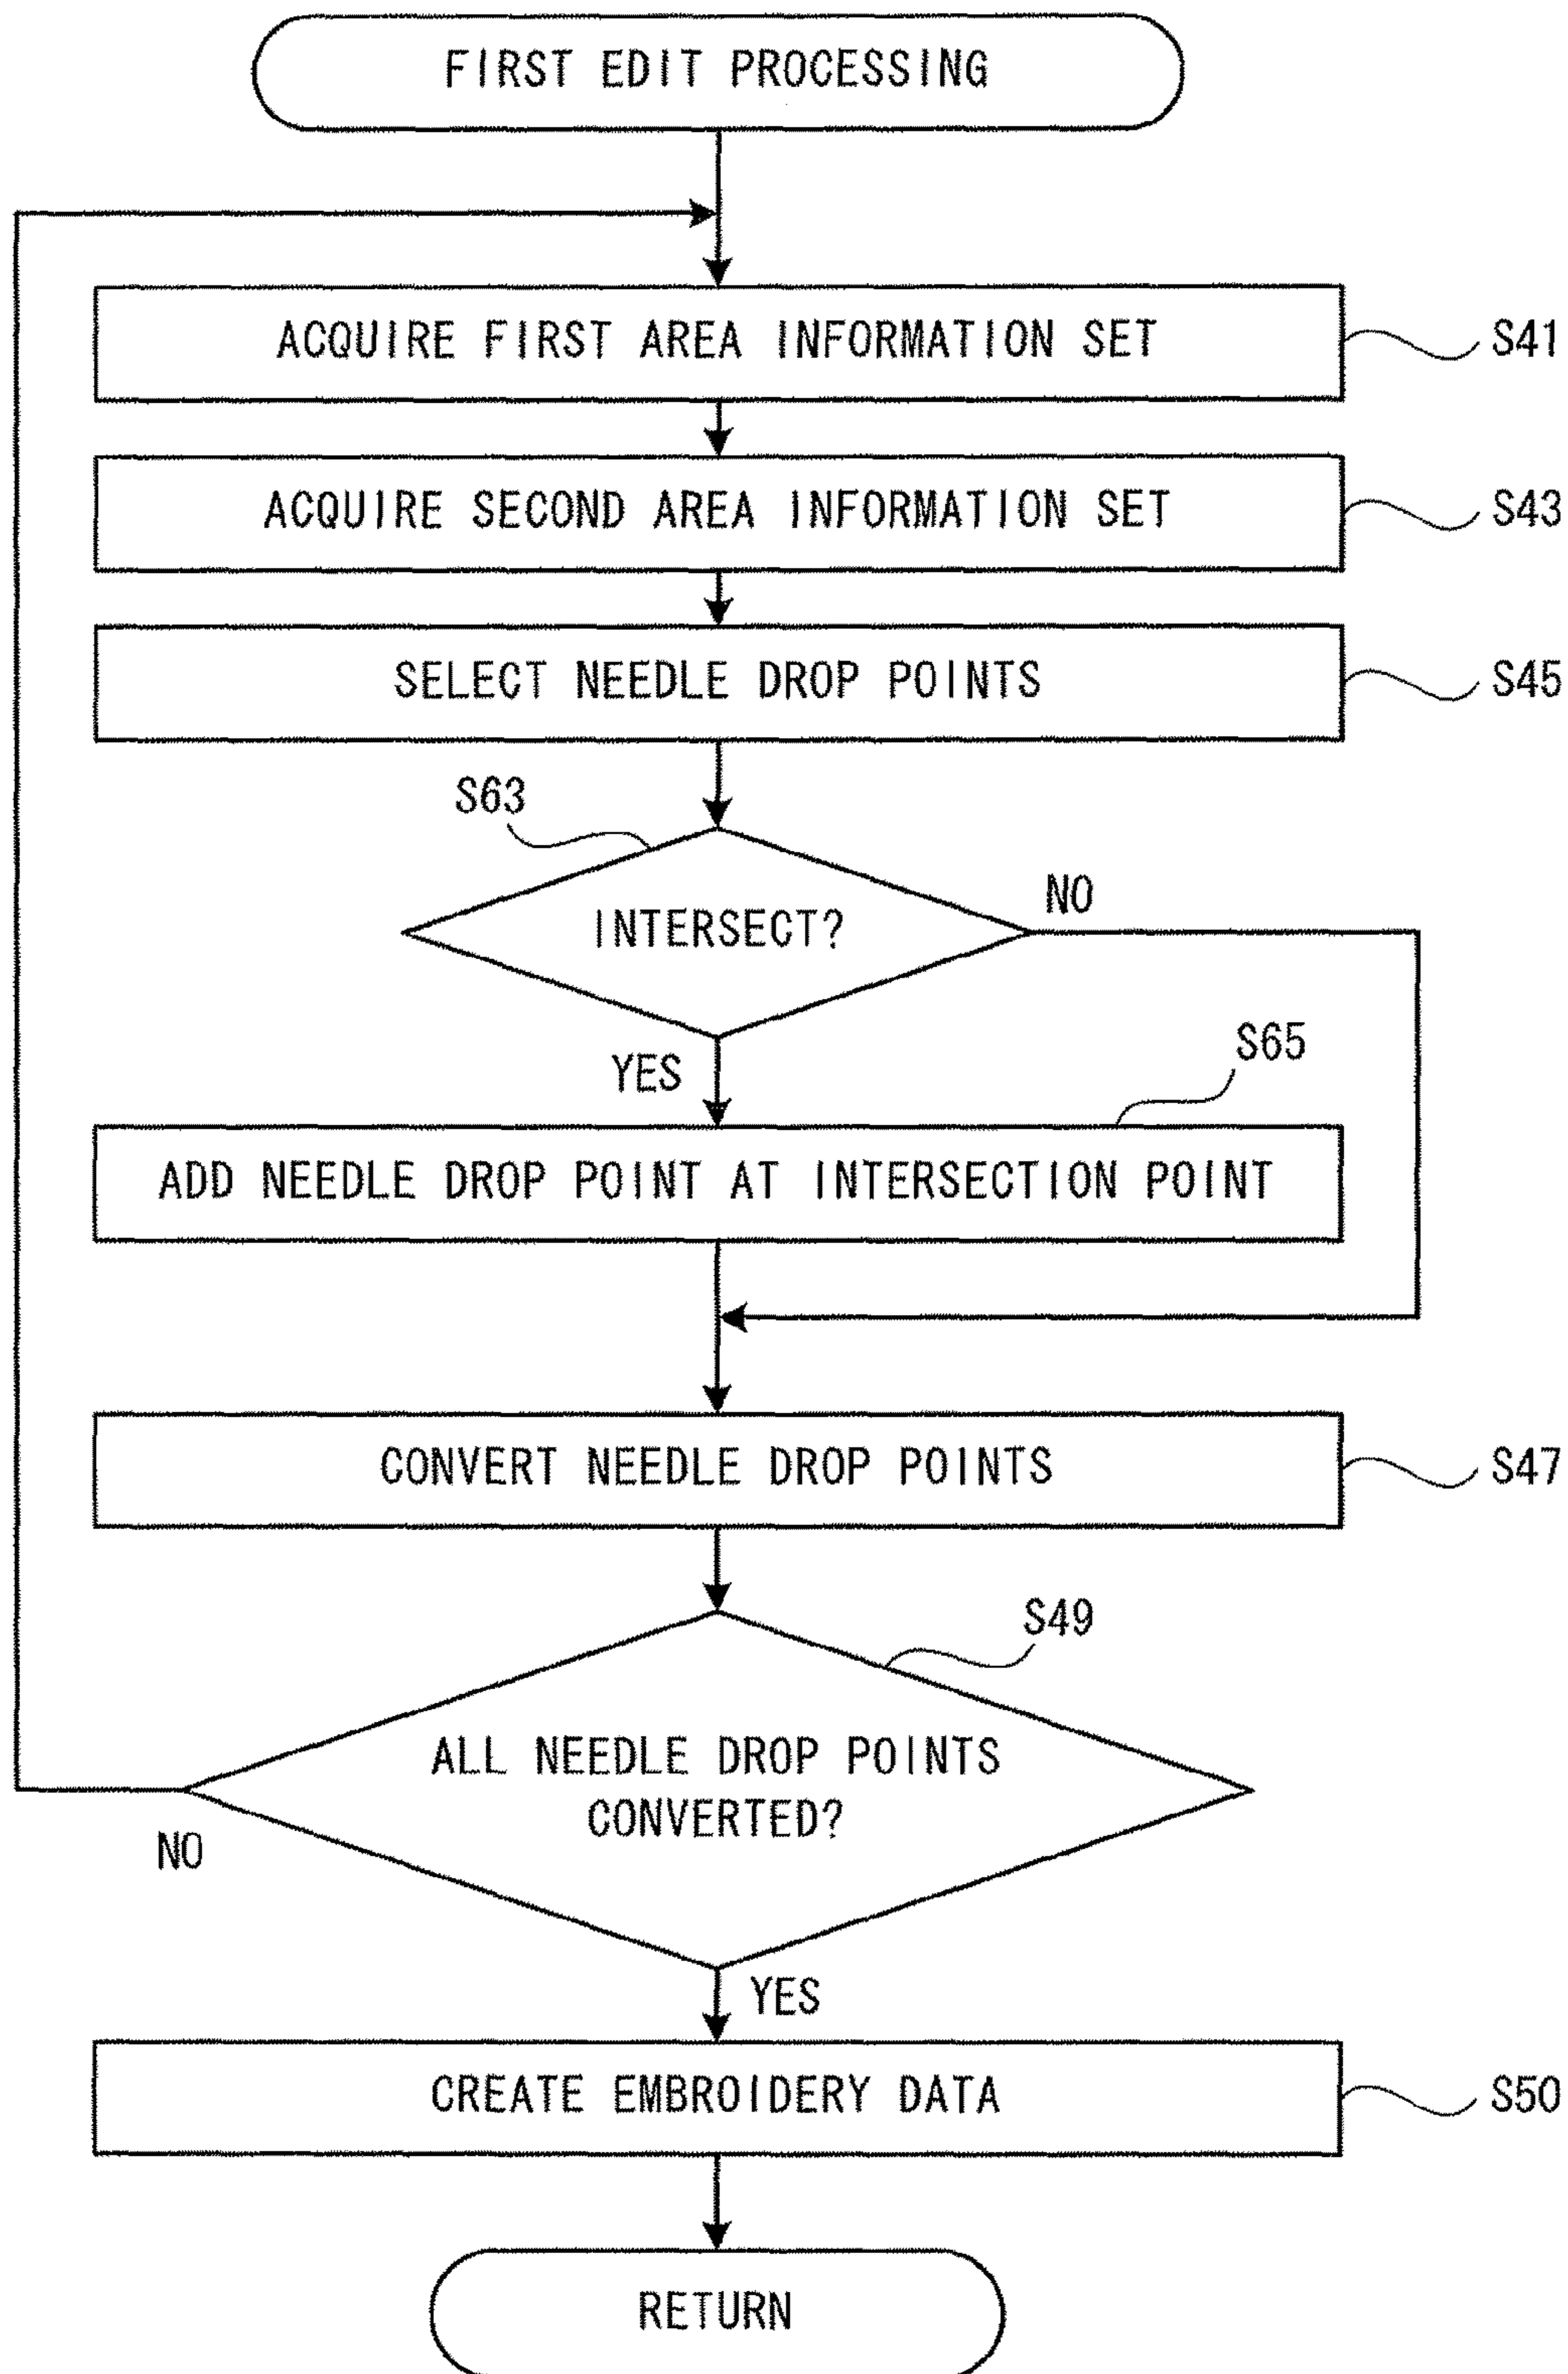 FIRST EDIT PROCESSING
ACQUIRE FIRST AREA INFORMATION SET
S41
ACQUIRE SECOND AREA INFORMATION SET
S43
SELECT NEEDLE DROP POINTS
S45
S63
INTERSECT?
NO
YES
S65
ADD NEEDLE DROP POINT AT INTERSECTION POINT
CONVERT NEEDLE DROP POINTS
S47
S49
ALL NEEDLE DROP POINTS
CONVERTED?
NO
YES
CREATE EMBROIDERY DATA
S50
RETURN